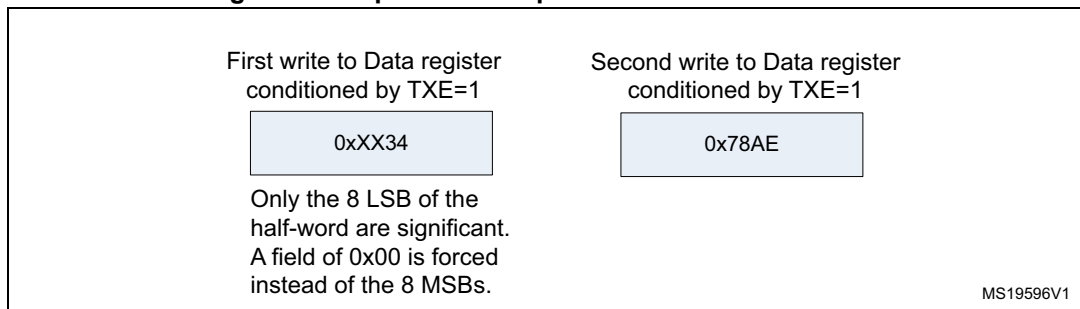 First write to Data register
conditioned by TXE=1
0xXX34
Only the 8 LSB of the
half-word are significant.
A field of 0x00 is forced
instead of the 8 MSBs.
Second write to Data register
conditioned by TXE=1
0x78AE
MS19596V1